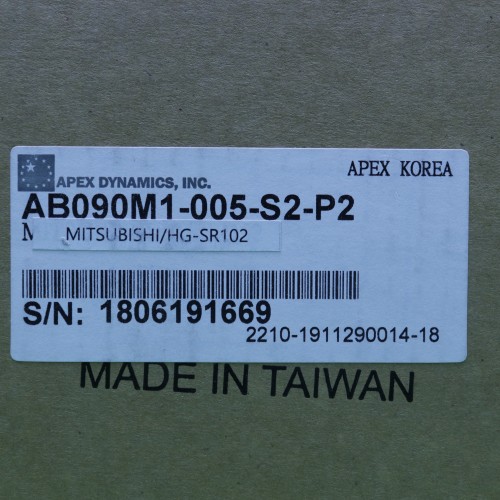 APEX KOREA
APEX DYNAMICS, INC.
AB090M1-005-S2-P2
M
MITSUBISHI/HG-SR102
S/N: 1806191669
2210-1911290014-18
MADE IN TAIWAN